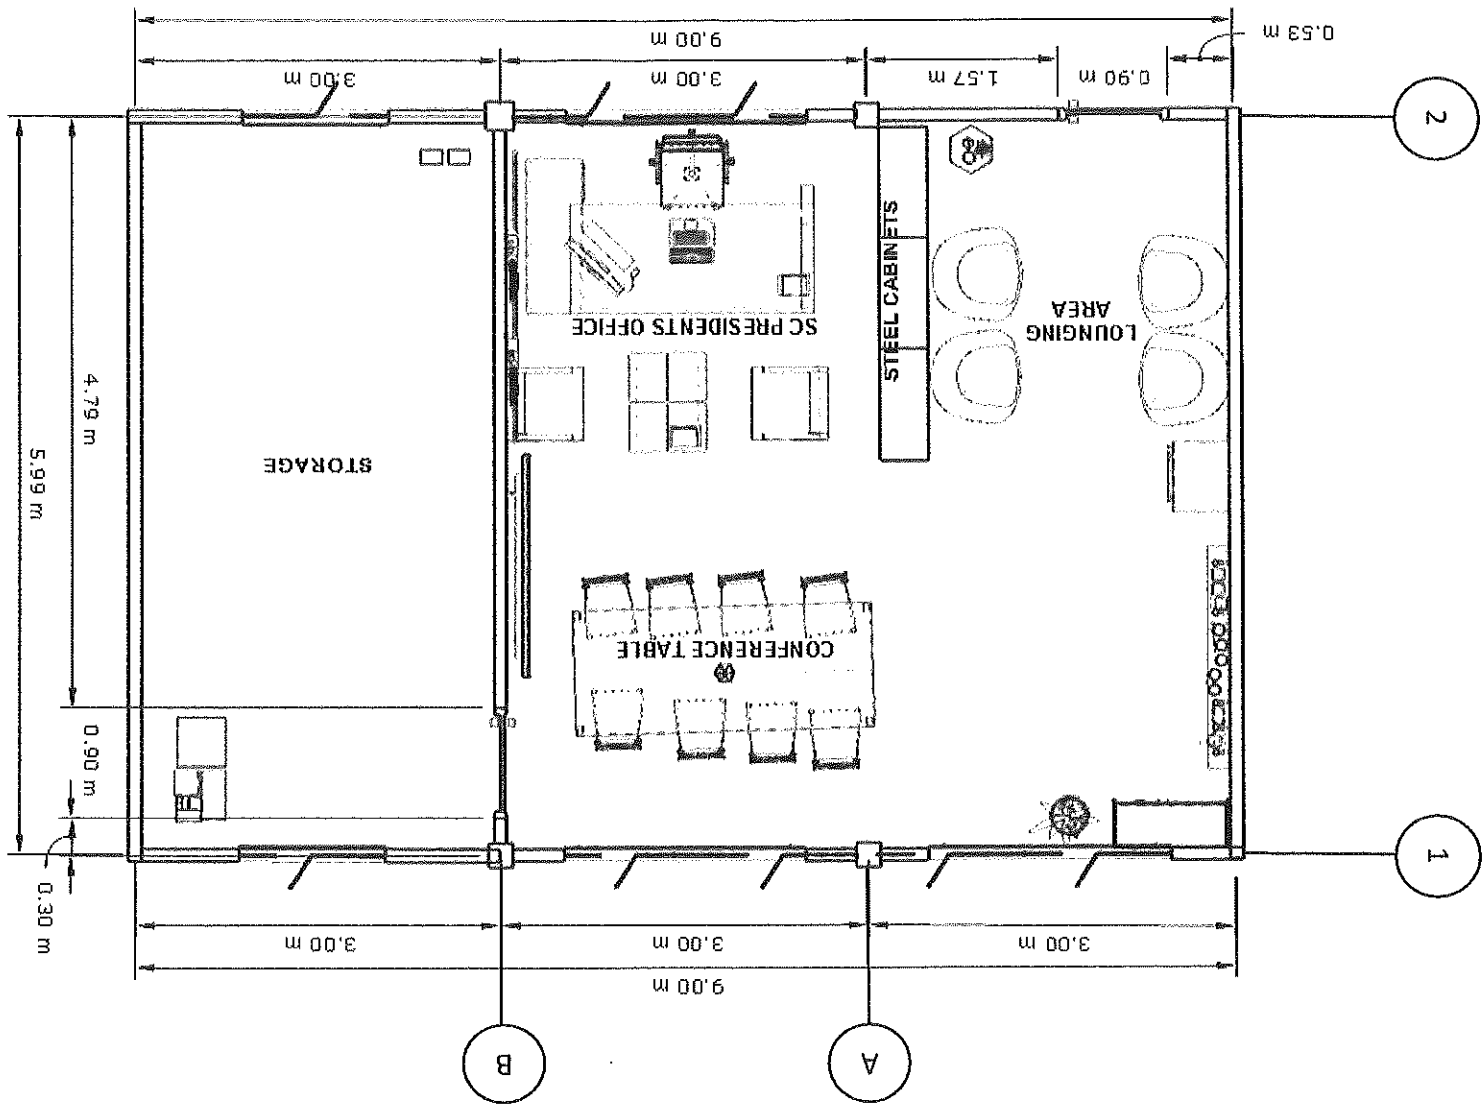 A
B
9.00 m
3.00 m
3.00 m
3.00 m
1
0.30 m
0.90 m
CONFERENCE TABLE
STORAGE
5.99 m
4.79 m
LOUNGING
AREA
STEEL CABINETS
SC PRESIDENTS OFFICE
2
0.53 m
0.90 m
1.57 m
3.00 m
3.00 m
9.00 m